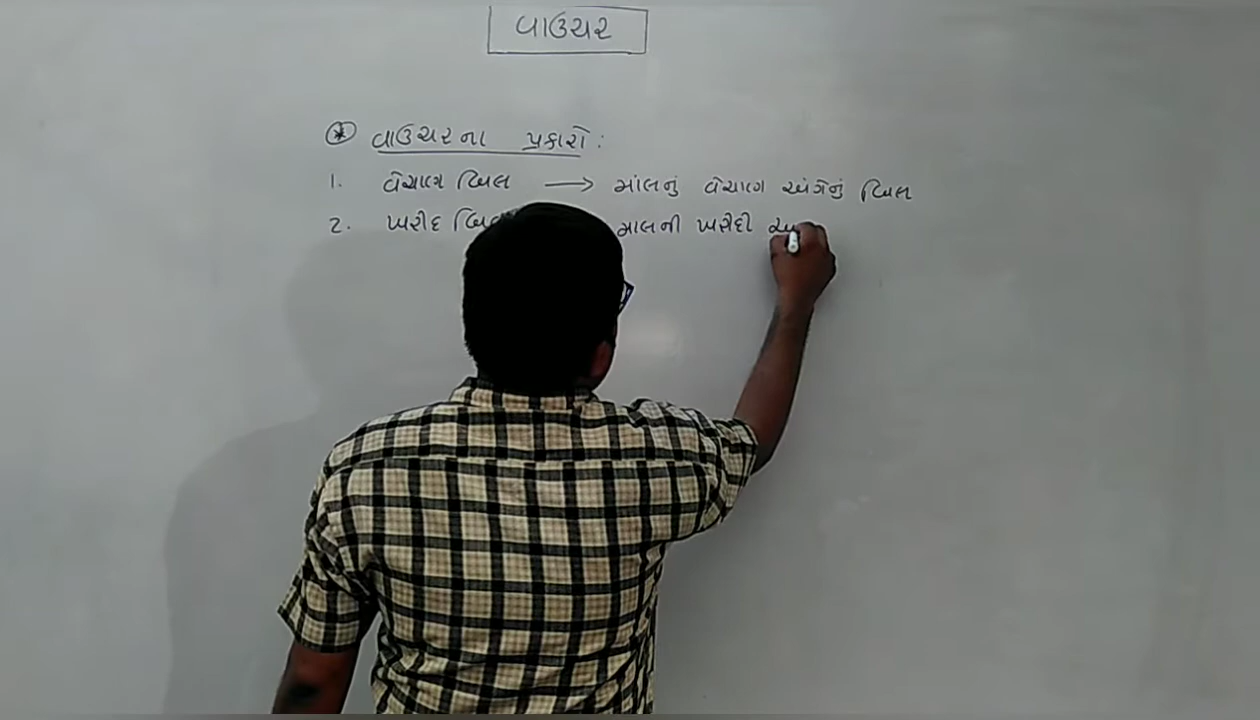 વાઉચર
* વાઉચરના પ્રકારો :
1. વેચાણ બિલ → માલનું વેચાણ અંગેનું બિલ
2. ખરીદ માલની ખરીદી